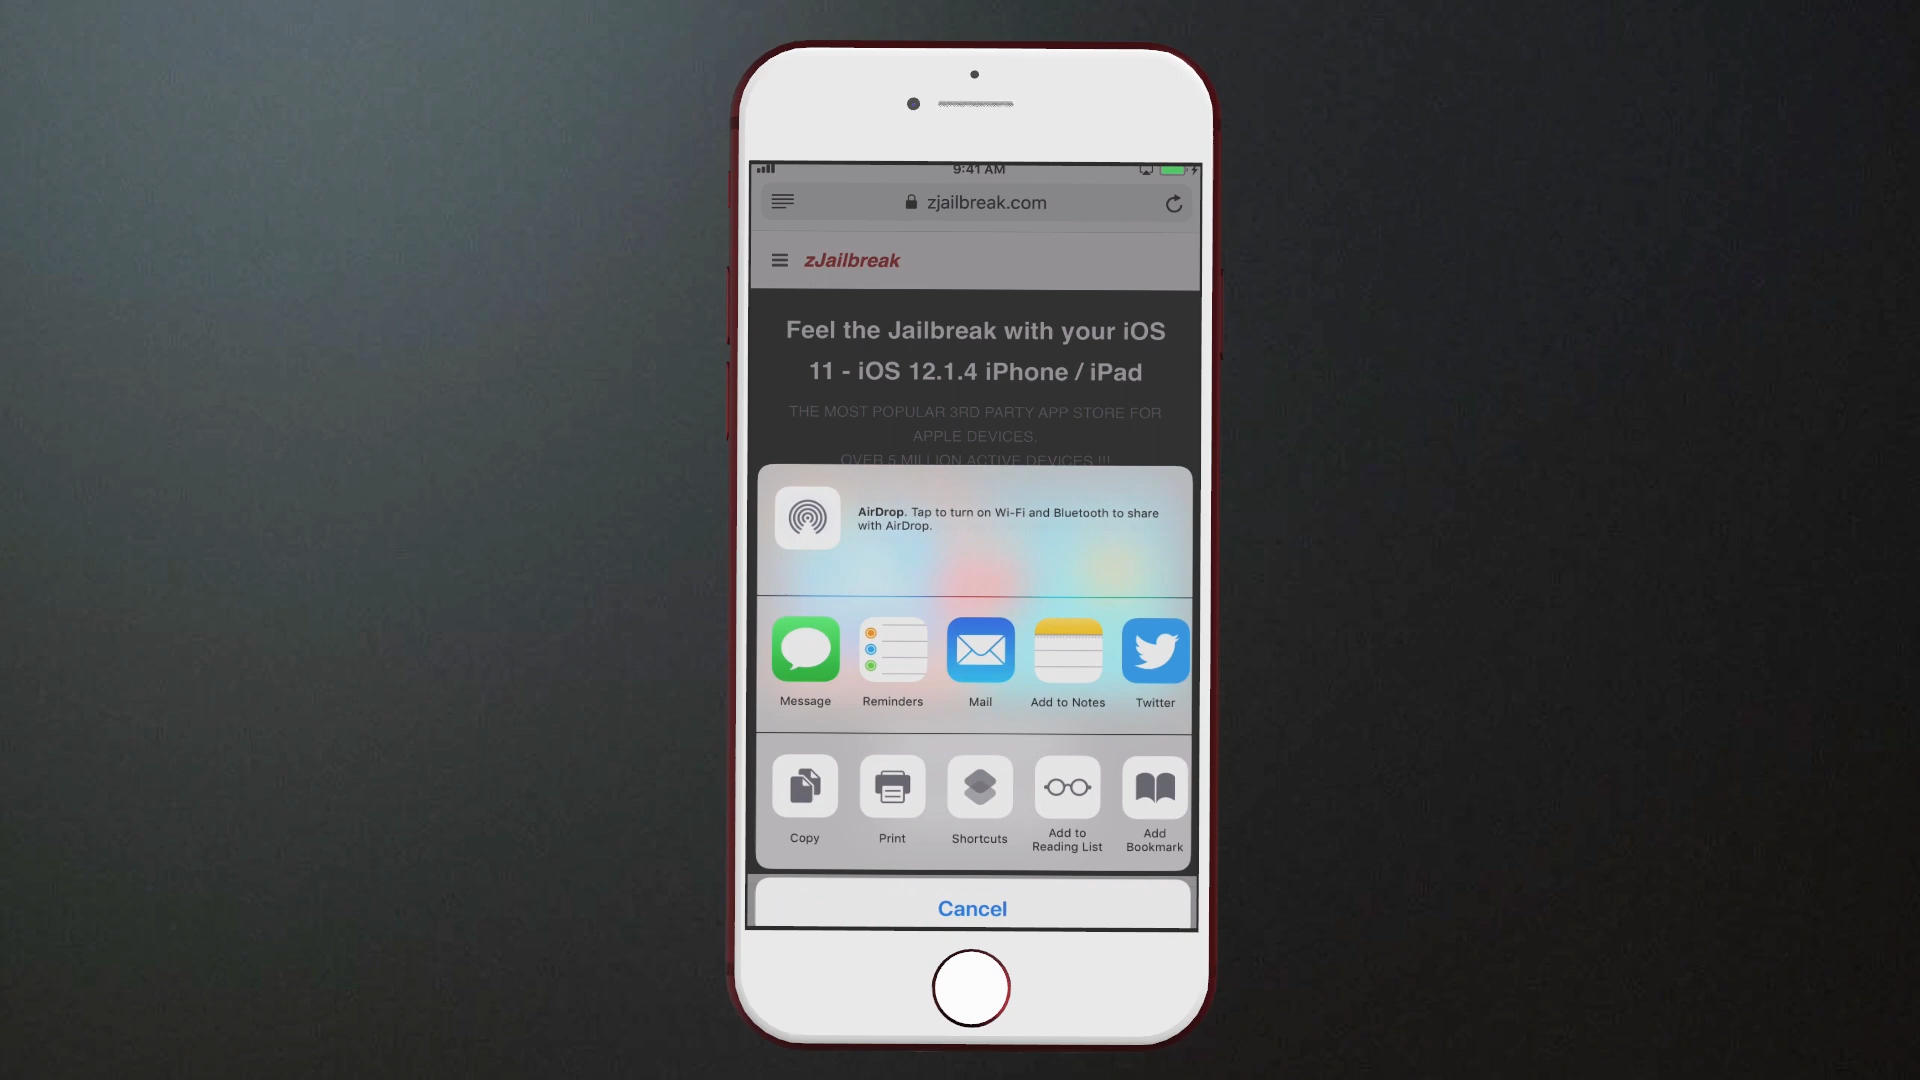 9:41 AM
zjailbreak.com
zJailbreak
Feel the Jailbreak with your iOS
11 - iOS 12.1.4 iPhone / iPad
THE MOST POPULAR 3RD PARTY APP STORE FOR
APPLE DEVICES.
OVER 5 MILLION ACTIVE DEVICES !!!
AirDrop. Tap to turn on Wi-Fi and Bluetooth to share
with AirDrop.
Message Reminders Mail Add to Notes Twitter
Copy Print Shortcuts Add to Reading List Add Bookmark
Cancel